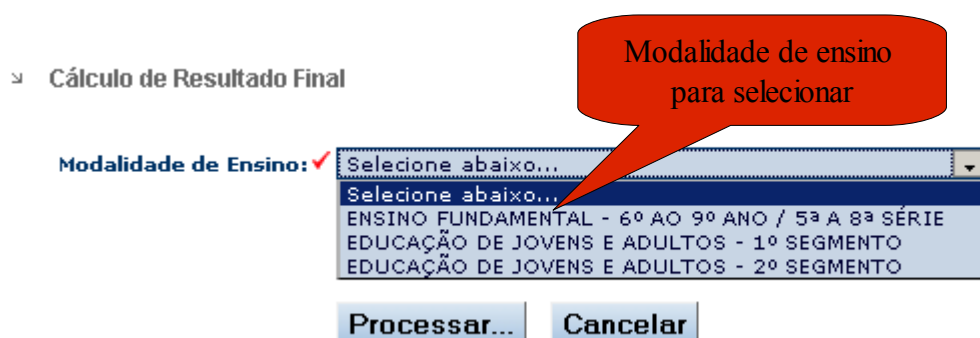 Modalidade de ensino
para selecionar
Cálculo de Resultado Final
Modalidade de Ensino: Selecione abaixo...
Selecione abaixo...
ENSINO FUNDAMENTAL - 6º AO 9º ANO / 5ª A 8ª SÉRIE
EDUCAÇÃO DE JOVENS E ADULTOS - 1º SEGMENTO
EDUCAÇÃO DE JOVENS E ADULTOS - 2º SEGMENTO
Processar... Cancelar